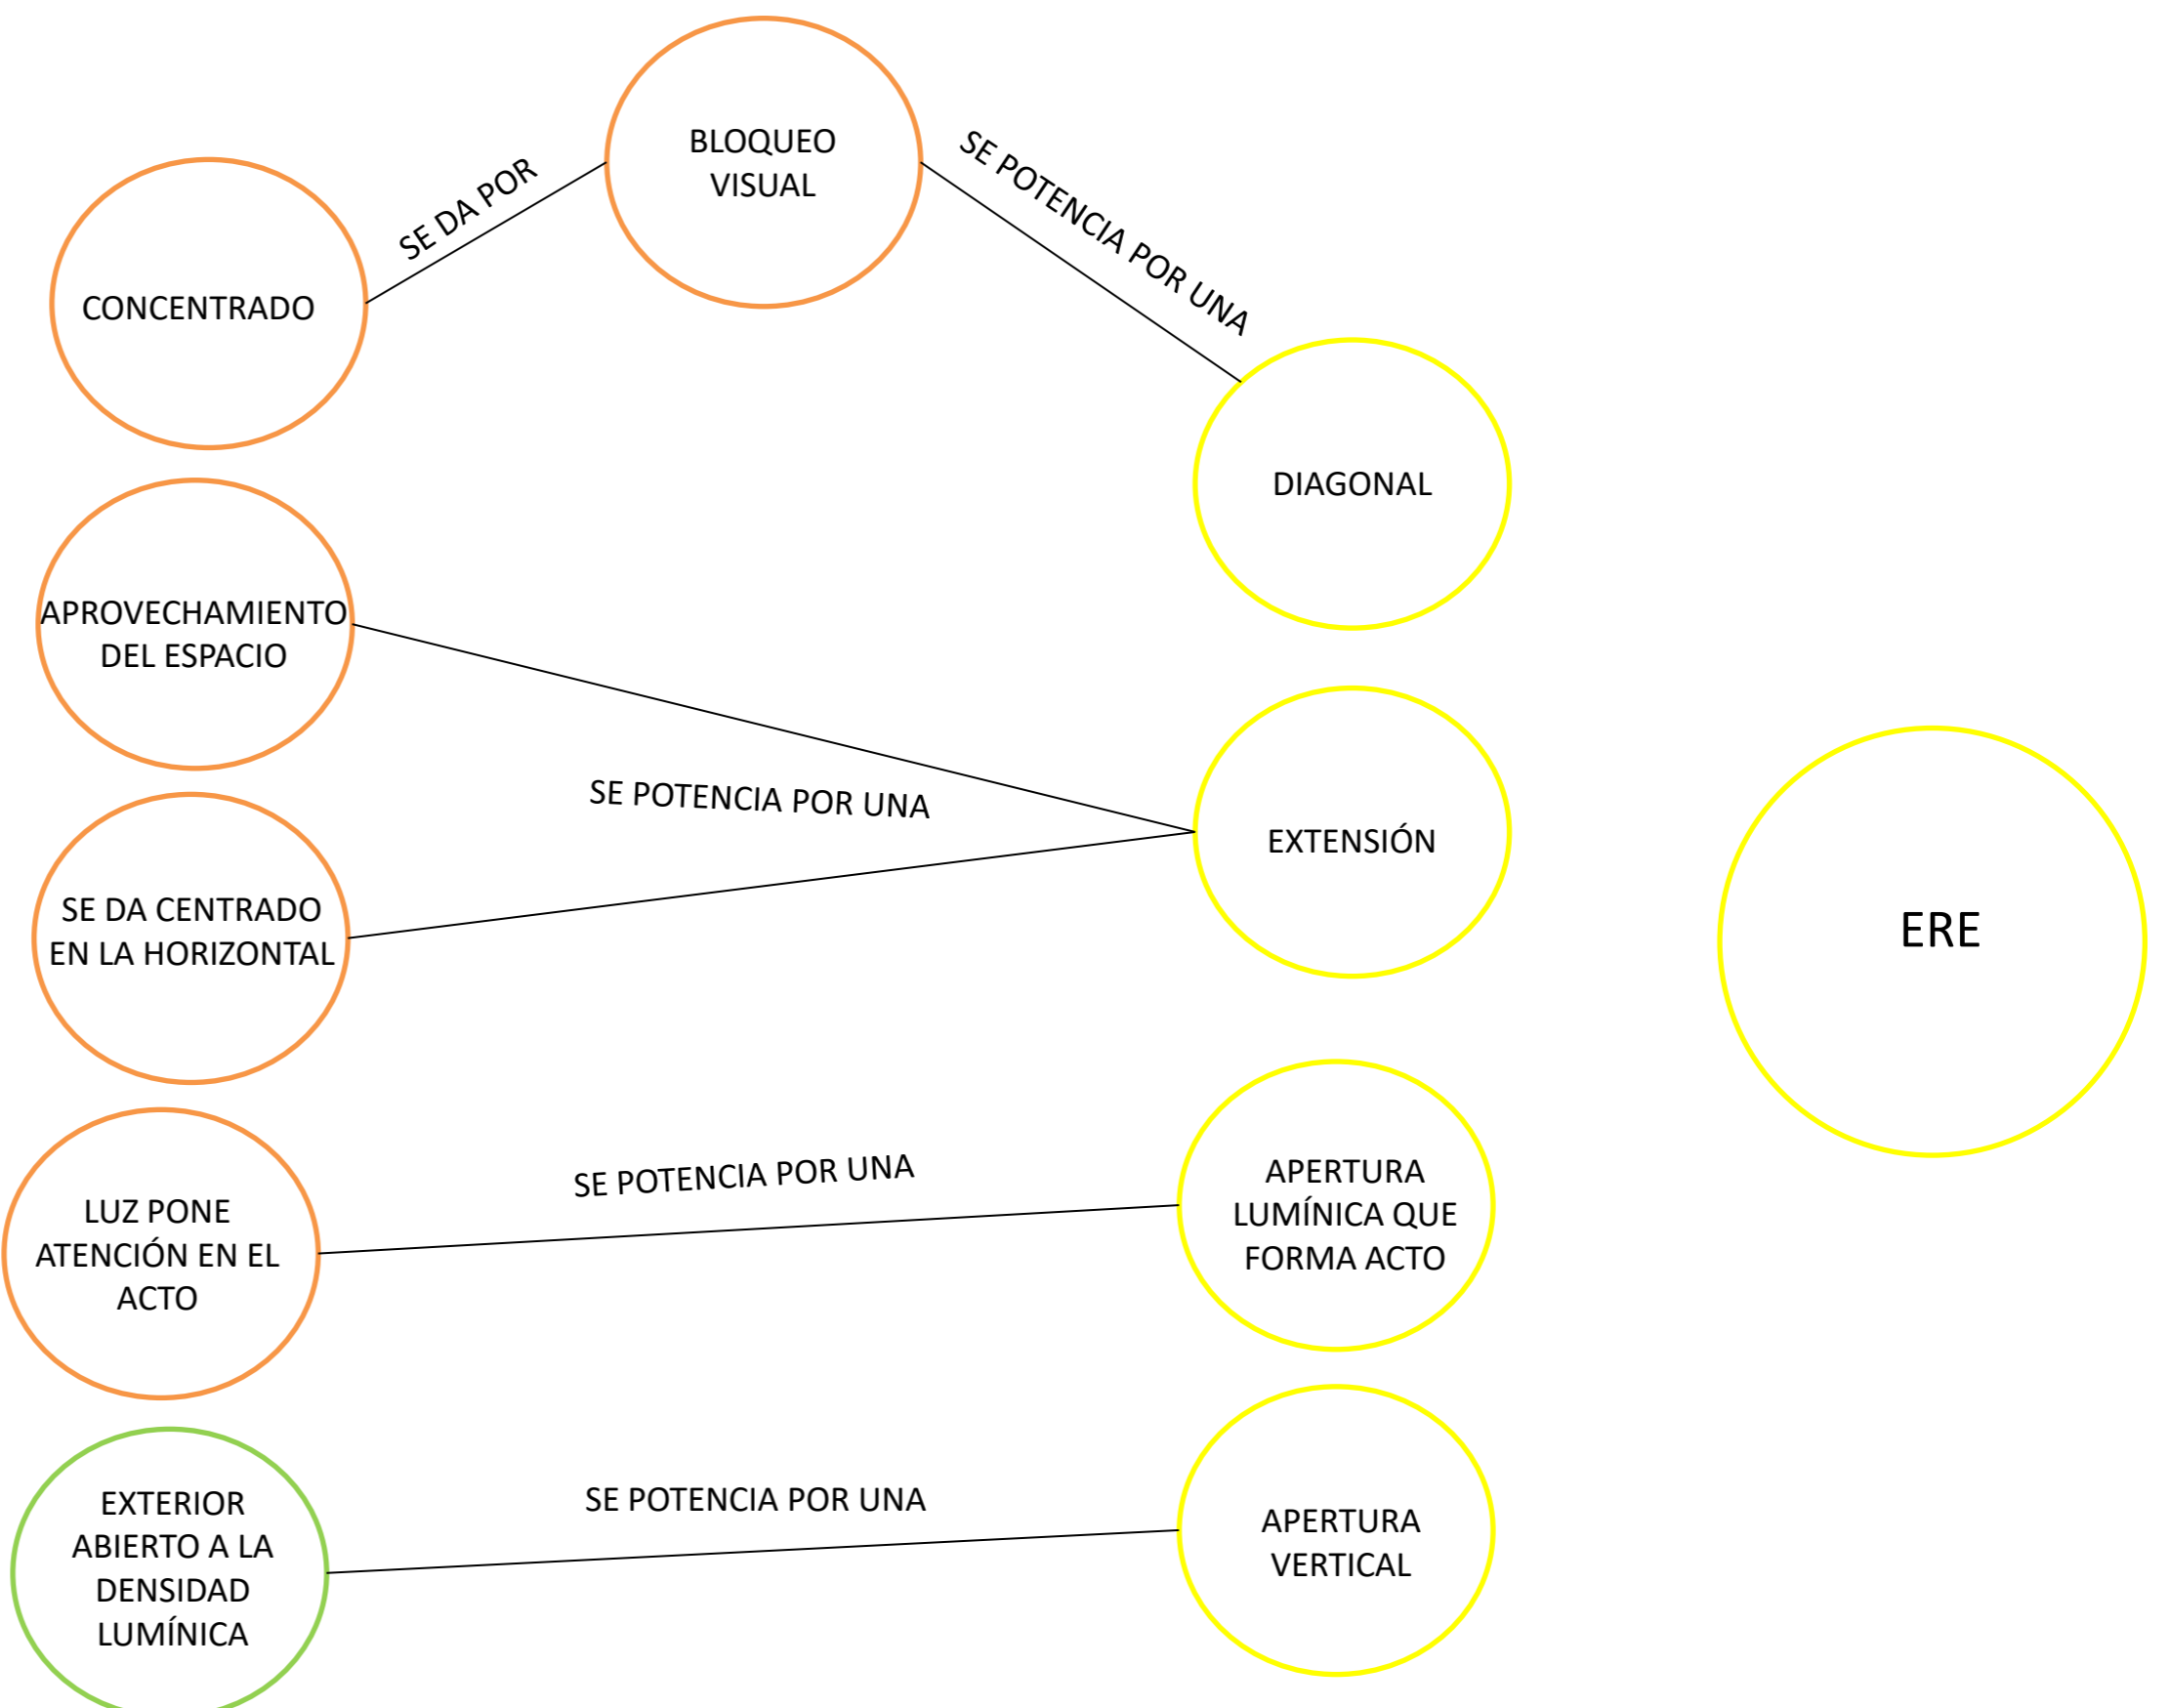 BLOQUEO
VISUAL
SE DA POR
SE POTENCIA POR UNA
CONCENTRADO
DIAGONAL
APROVECHAMIENTO
DEL ESPACIO
SE POTENCIA POR UNA
EXTENSIÓN
SE DA CENTRADO
EN LA HORIZONTAL
ERE
LUZ PONE
ATENCIÓN EN EL
ACTO
SE POTENCIA POR UNA
APERTURA
LUMÍNICA QUE
FORMA ACTO
EXTERIOR
ABIERTO A LA
DENSIDAD
LUMÍNICA
SE POTENCIA POR UNA
APERTURA
VERTICAL